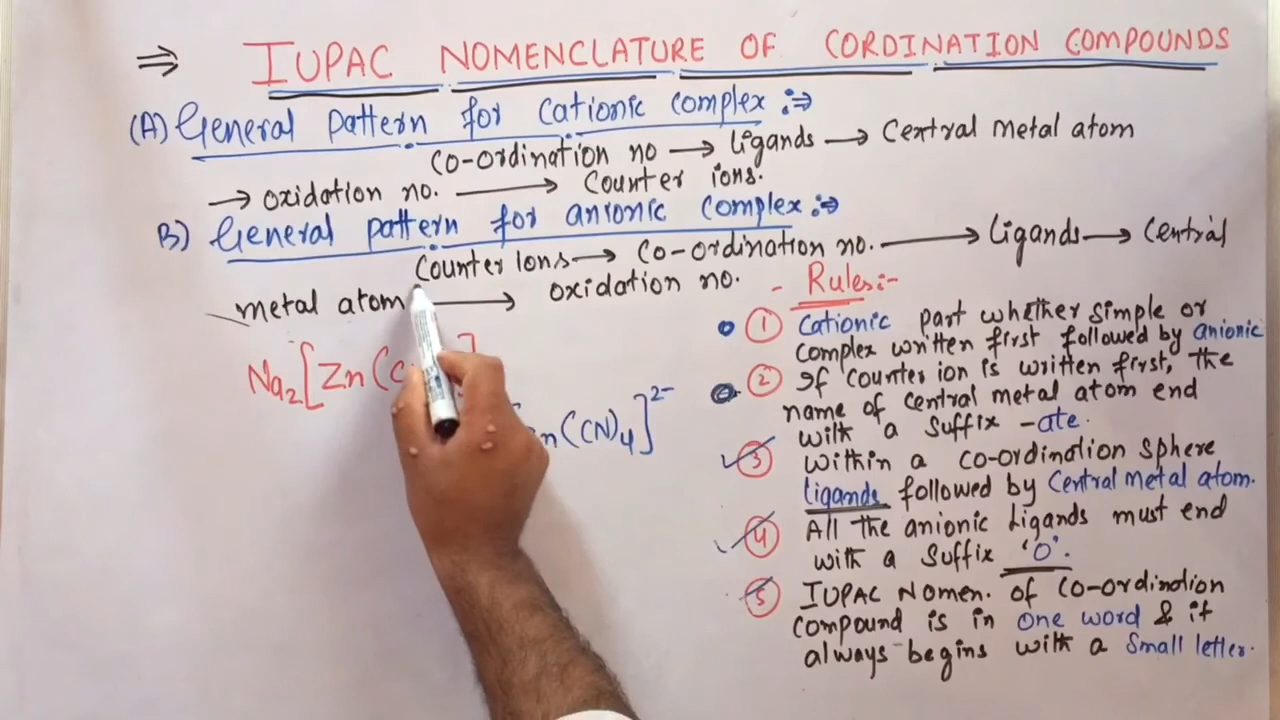 ⇒ IUPAC NOMENCLATURE OF CORDINATION COMPOUNDS
(A) General pattern for cationic complex :⇒
Co-ordination no → ligands → Central metal atom
→ oxidation no. → Counter ions.
B) General pattern for anionic complex :⇒
Counter Ions → Co-ordination no. → Ligands → Central
metal atom → oxidation no.
- Rules:-
① Cationic part whether simple or
complex written first followed by anionic
② If counter ion is written first, the
name of central metal atom end
with a suffix -ate.
③ Within a co-ordination sphere
ligands followed by Central metal atom.
④ All the anionic Ligands must end
with a suffix 'O'.
⑤ IUPAC Nomen. of Co-ordination
compound is in one word & it
always begins with a small letter.
Na₂[Zn(C ]
n(CN)₄]²⁻